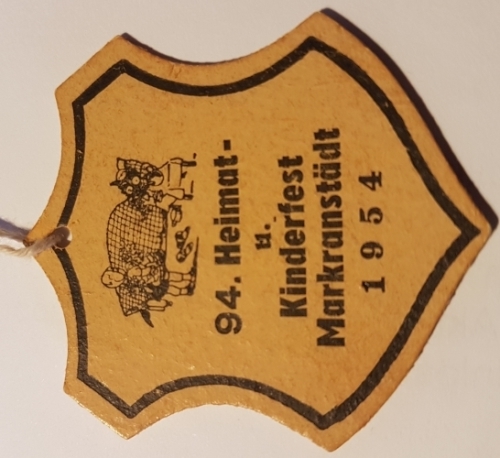 94. Heimat-
u.
Kinderfest
Markranstädt
1954